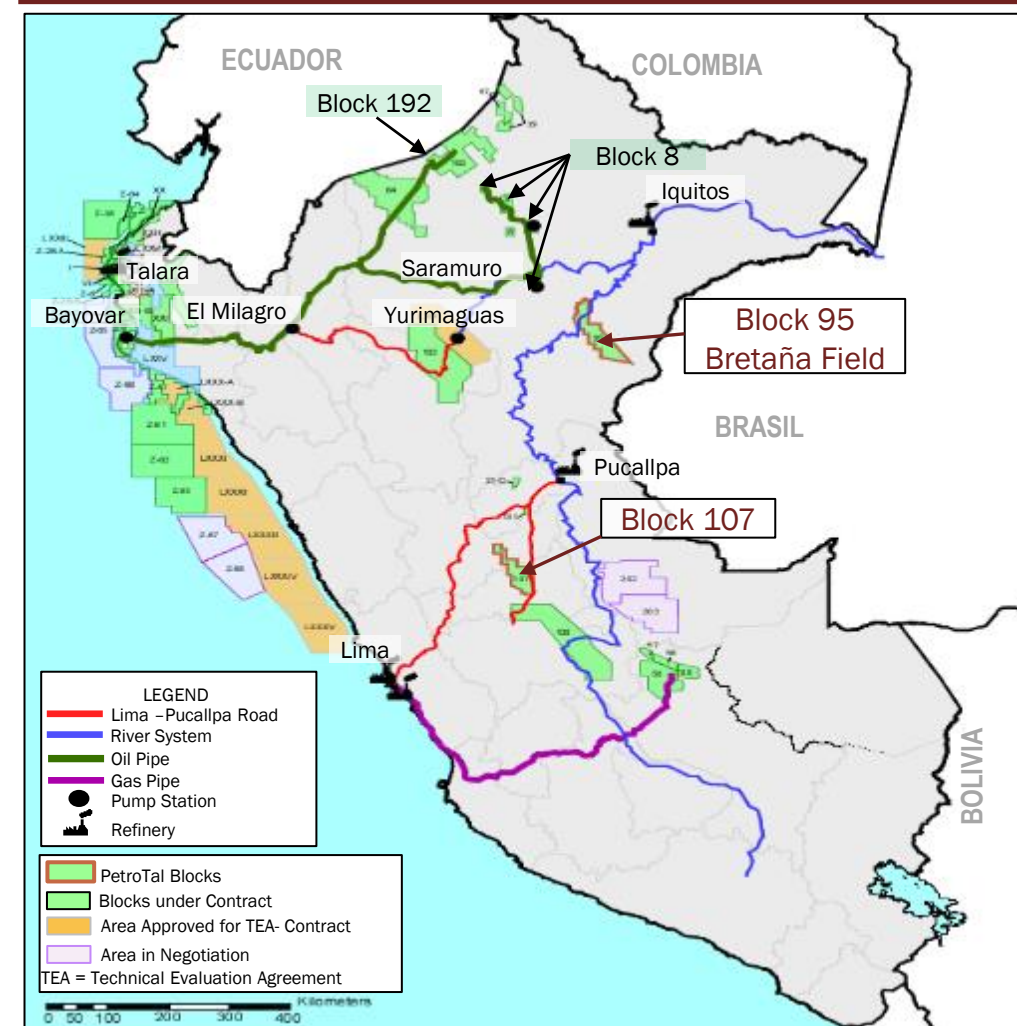 ECUADOR
COLOMBIA
Block 192
Block 8
Iquitos
Talara
Saramuro
Bayovar
El Milagro
Yurimaguas
Block 95
Bretaña Field
BRASIL
Pucallpa
Block 107
Z-67
LXXXIV
Lima
BOLIVIA
LEGEND
Lima –Pucallpa Road
River System
Oil Pipe
Gas Pipe
Pump Station
Refinery
PetroTal Blocks
Blocks under Contract
Area Approved for TEA- Contract
Area in Negotiation
TEA = Technical Evaluation Agreement
Kilometers
0 50 100 200 300 400